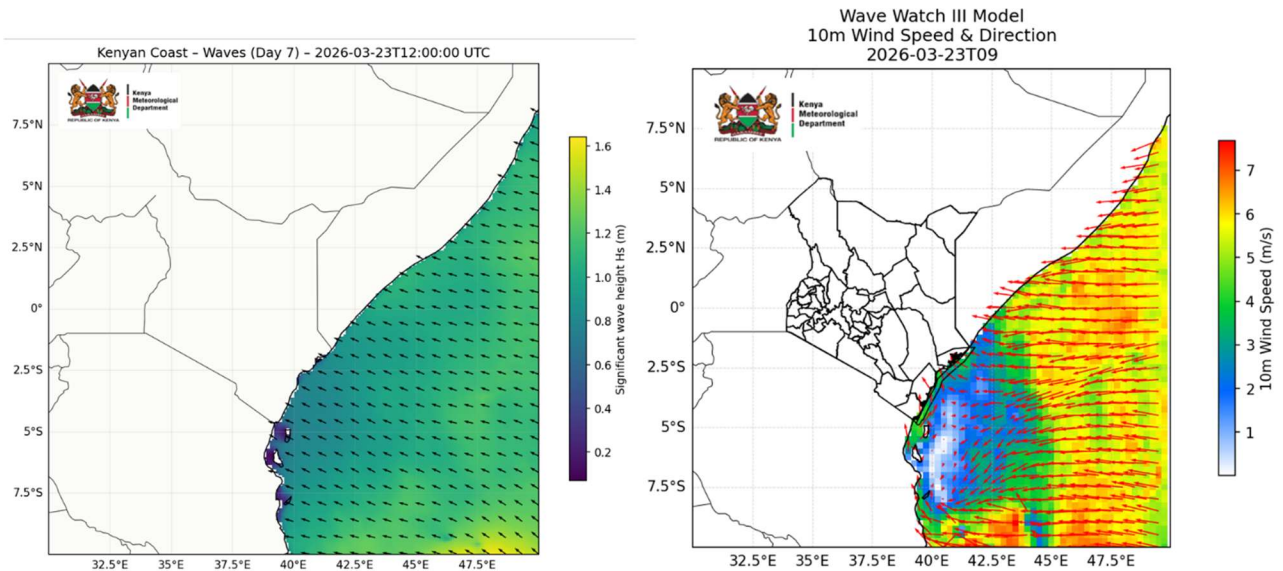 Kenyan Coast – Waves (Day 7) – 2026-03-23T12:00:00 UTC
Kenya
Meteorological
Department
REPUBLIC OF KENYA
7.5°N
5°N
2.5°N
0°
2.5°S
5°S
7.5°S
32.5°E 35°E 37.5°E 40°E 42.5°E 45°E 47.5°E
1.6
1.4
1.2
1.0
0.8
0.6
0.4
0.2
Significant wave height Hs (m)
Wave Watch III Model
10m Wind Speed & Direction
2026-03-23T09
Kenya
Meteorological
Department
REPUBLIC OF KENYA
7.5°N
5°N
2.5°N
0°
2.5°S
5°S
7.5°S
32.5°E 35°E 37.5°E 40°E 42.5°E 45°E 47.5°E
7
6
5
4
3
2
1
10m Wind Speed (m/s)